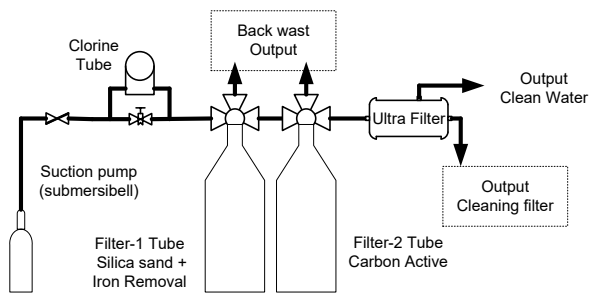 Back wast
Output
Clorine
Tube
Output
Clean Water
Ultra Filter
Suction pump
(submersibell)
Output
Cleaning filter
Filter-1 Tube
Silica sand +
Iron Removal
Filter-2 Tube
Carbon Active